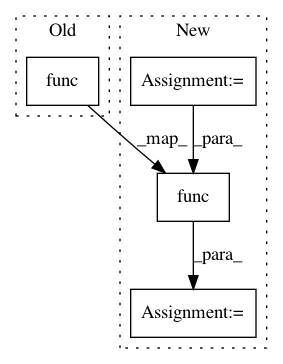 Old
New
func
Assignment:=
_map_
_para_
func
_para_
Assignment:=